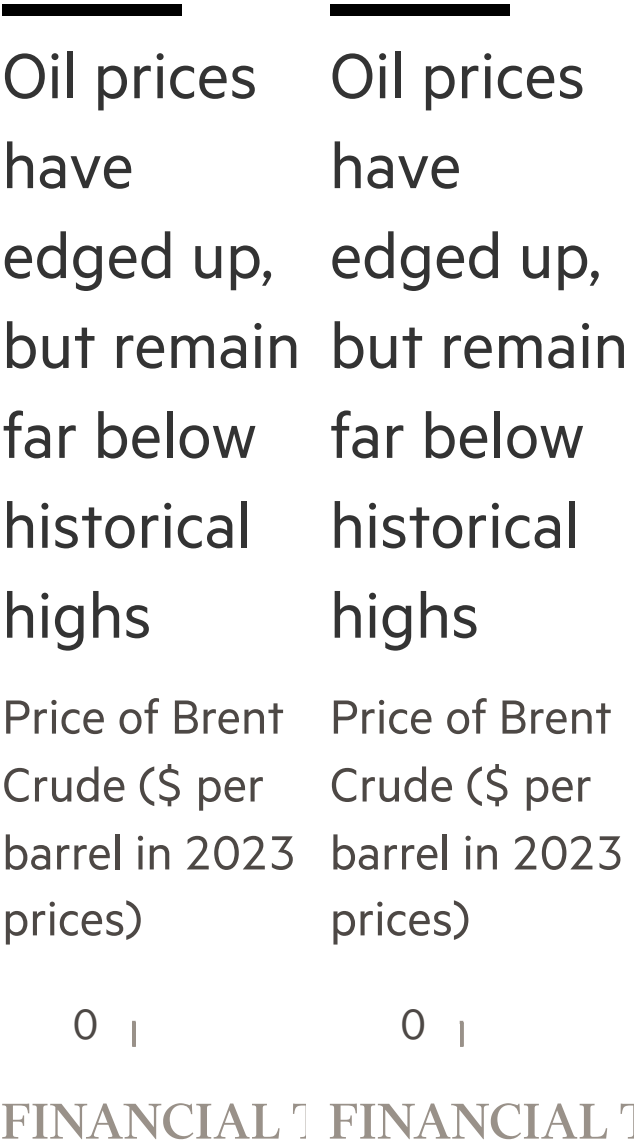 Oil prices
have
edged up,
but remain
far below
historical
highs
Price of Brent
Crude ($ per
barrel in 2023
prices)
0
FINANCIAL
Oil prices
have
edged up,
but remain
far below
historical
highs
Price of Brent
Crude ($ per
barrel in 2023
prices)
0
FINANCIAL